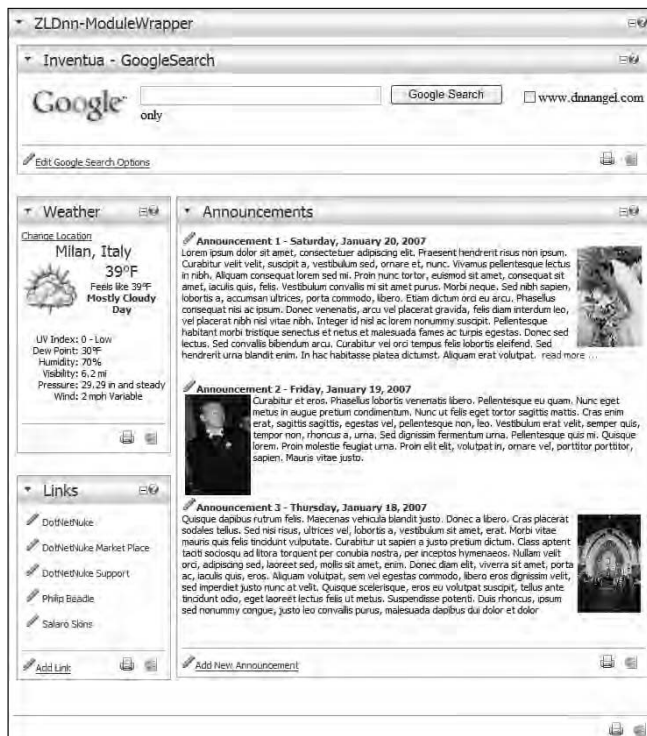 ZLDnn-ModuleWrapper
Inventua - GoogleSearch
Google
Google Search
www.dnnangel.com
only
Edit Google Search Options
Weather
Change Location
Milan, Italy
39°F
Feels like 39°F
Mostly Cloudy
Day
UV Index: 0 - Low
Dew Point: 30°F
Humidity: 70%
Visibility: 6.2 mi
Pressure: 29.29 in and steady
Wind: 2 mph Variable
Links
DotNetNuke
DotNetNuke Market Place
DotNetNuke Support
Philip Beadle
Salaro Skins
Add Link
Announcements
Announcement 1 - Saturday, January 20, 2007
Lorem ipsum dolor sit amet, consectetuer adipiscing elit. Praesent hendrerit risus non ipsum.
Curabitur velit velit, suscipit a, vestibulum sed, ornare et, nunc. Vivamus pellentesque lectus
in nibh. Aliquam consequat lorem sed mi. Proin nunc tortor, euismod sit amet, consequat sit
amet, iaculis quis, felis. Vestibulum convallis mi sit amet purus. Morbi neque. Sed nibh sapien,
lobortis a, accumsan ultrices, porta commodo, libero. Etiam dictum orci eu arcu. Phasellus
consequat nisi ac ipsum. Donec venenatis, arcu vel placerat gravida, felis diam interdum leo,
vel placerat nibh nisl vitae nibh. Integer id nisl ac lorem nonummy suscipit. Pellentesque
habitant morbi tristique senectus et netus et malesuada fames ac turpis egestas. Donec sed
lectus. Sed convallis bibendum arcu. Curabitur vel orci tempus felis lobortis eleifend. Sed
hendrerit urna blandit enim. In hac habitasse platea dictumst. Aliquam erat volutpat. read more ...
Announcement 2 - Friday, January 19, 2007
Curabitur et eros. Phasellus lobortis venenatis libero. Pellentesque eu quam. Nunc eget
metus in augue pretium condimentum. Nunc ut felis eget tortor sagittis mattis. Cras enim
erat, sagittis sagittis, egestas vel, pellentesque non, leo. Vestibulum erat velit, semper quis,
tempor non, rhoncus a, urna. Sed dignissim fermentum urna. Pellentesque quis mi. Quisque
lorem. Proin molestie feugiat urna. Proin elit elit, volutpat in, ornare vel, porttitor porttitor,
sapien. Mauris vitae justo.
Announcement 3 - Thursday, January 18, 2007
Quisque dapibus rutrum felis. Maecenas vehicula blandit justo. Donec a libero. Cras placerat
sodales tellus. Sed nisi risus, ultrices vel, lobortis a, vestibulum sit amet, erat. Morbi vitae
mauris quis felis tincidunt vulputate. Curabitur ut sapien a justo pretium dictum. Class aptent
taciti sociosqu ad litora torquent per conubia nostra, per inceptos hymenaeos. Nullam velit
orci, adipiscing sed, laoreet sed, mollis sit amet, enim. Donec diam elit, viverra sit amet, porta
ac, iaculis quis, eros. Aliquam volutpat, sem vel egestas commodo, libero eros dignissim velit,
sed imperdiet justo nunc at velit. Quisque scelerisque, eros eu volutpat suscipit, tellus ante
tincidunt odio, eget laoreet lectus felis ut metus. Suspendisse potenti. Duis rhoncus, ipsum
sed nonummy congue, justo leo convallis purus, malesuada dapibus dui dolor et dolor
Add New Announcement